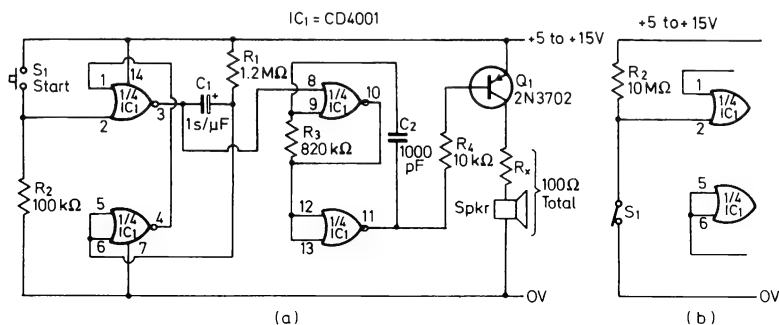 IC₁ = CD4001
+5 to +15V
S₁
Start
1
2
14
1/4
IC₁
3
C₁
+
1s/μF
R₁
1.2MΩ
R₂
100kΩ
5
6
1/4
IC₁
4
7
8
9
1/4
IC₁
10
R₃
820kΩ
C₂
1000
pF
12
13
1/4
IC₁
11
R₄
10kΩ
Q₁
2N3702
Rₓ
Spkr
100Ω
Total
0V
(a)
+5 to +15V
R₂
10MΩ
1
2
1/4
IC₁
5
6
1/4
IC₁
S₁
0V
(b)